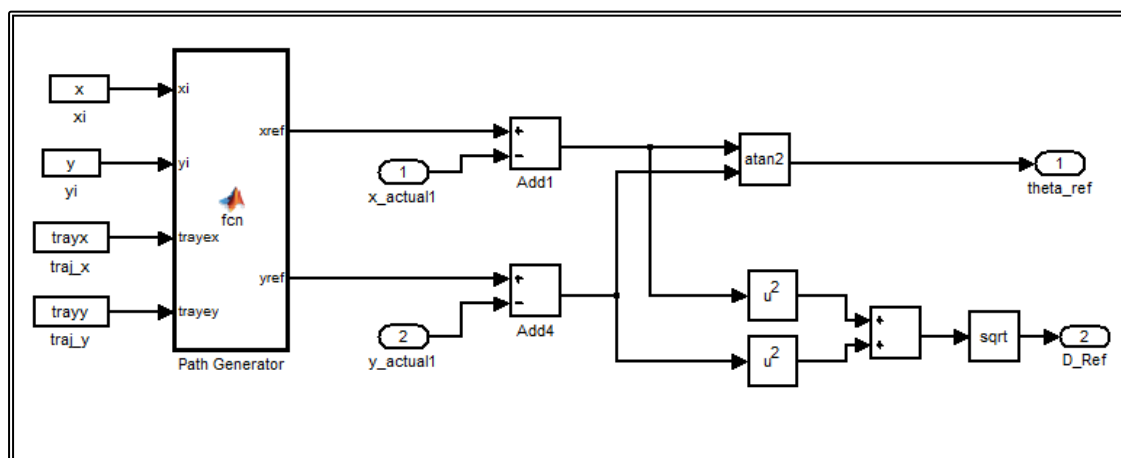 x
xi
xi
y
yi
yi
trayx
trayex
traj_x
trayy
trayey
traj_y
fcn
xref
yref
Path Generator
1
x_actual1
+
−
Add1
2
y_actual1
+
−
Add4
atan2
1
theta_ref
u2
u2
+
+
sqrt
2
D_Ref